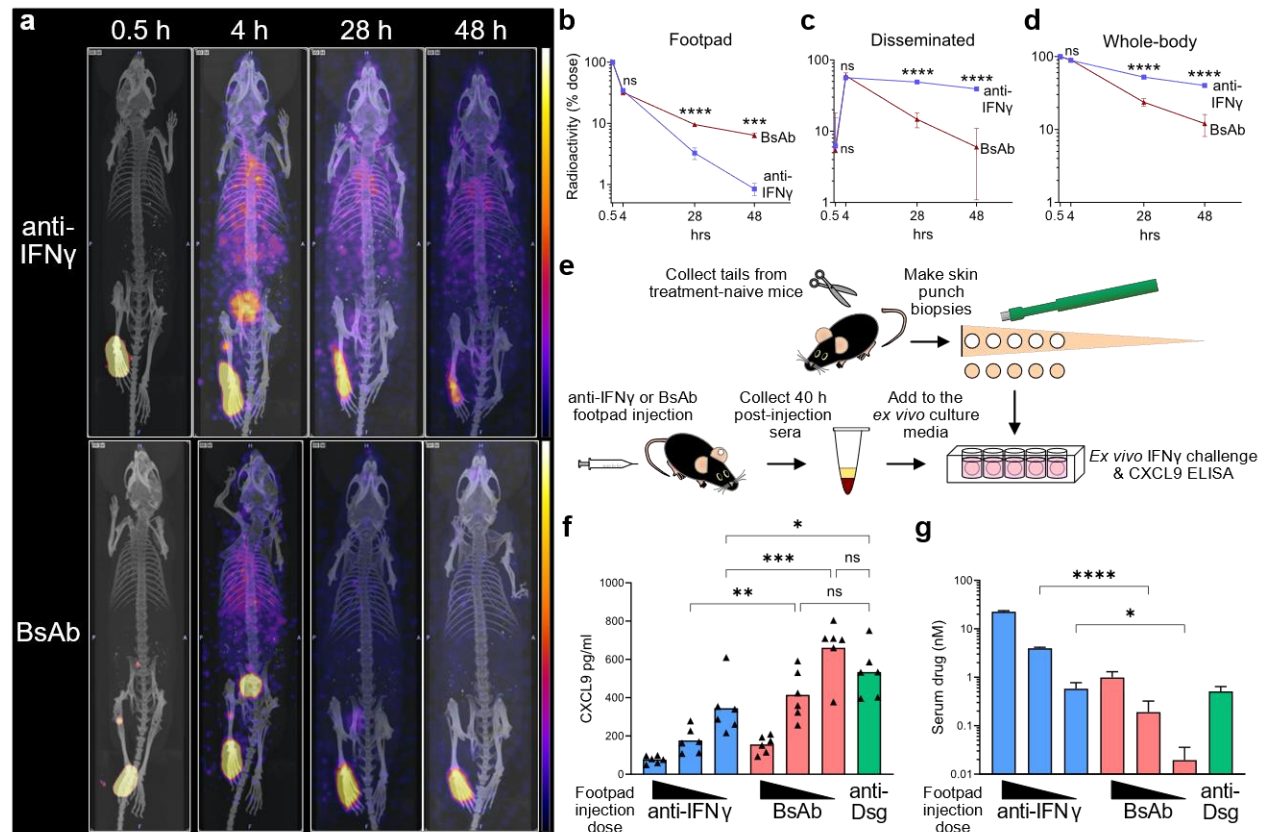 a
0.5 h 4 h 28 h 48 h
anti-
IFNγ
BsAb
b
Footpad
Radioactivity (% dose)
100
10
1
ns
****
***
BsAb
anti-
IFNγ
0.5 4 28 48
hrs
c
Disseminated
100
10
1
ns
ns
****
****
anti-
IFNγ
BsAb
0.5 4 28 48
hrs
d
Whole-body
100
10
1
****
****
anti-
IFNγ
BsAb
0.5 4 28 48
hrs
e
Collect tails from
treatment-naive mice
Make skin
punch
biopsies
anti-IFNγ or BsAb
footpad injection
Collect 40 h
post-injection
sera
Add to the
ex vivo culture
media
Ex vivo IFNγ challenge
& CXCL9 ELISA
f
*
***
ns
**
ns
CXCL9 pg/ml
1000
800
600
400
200
0
Footpad
injection
dose
anti-IFNγ
BsAb
anti-
Dsg
g
****
*
Serum drug (nM)
100
10
1
0.1
0.01
Footpad
injection
dose
anti-IFNγ
BsAb
anti-
Dsg